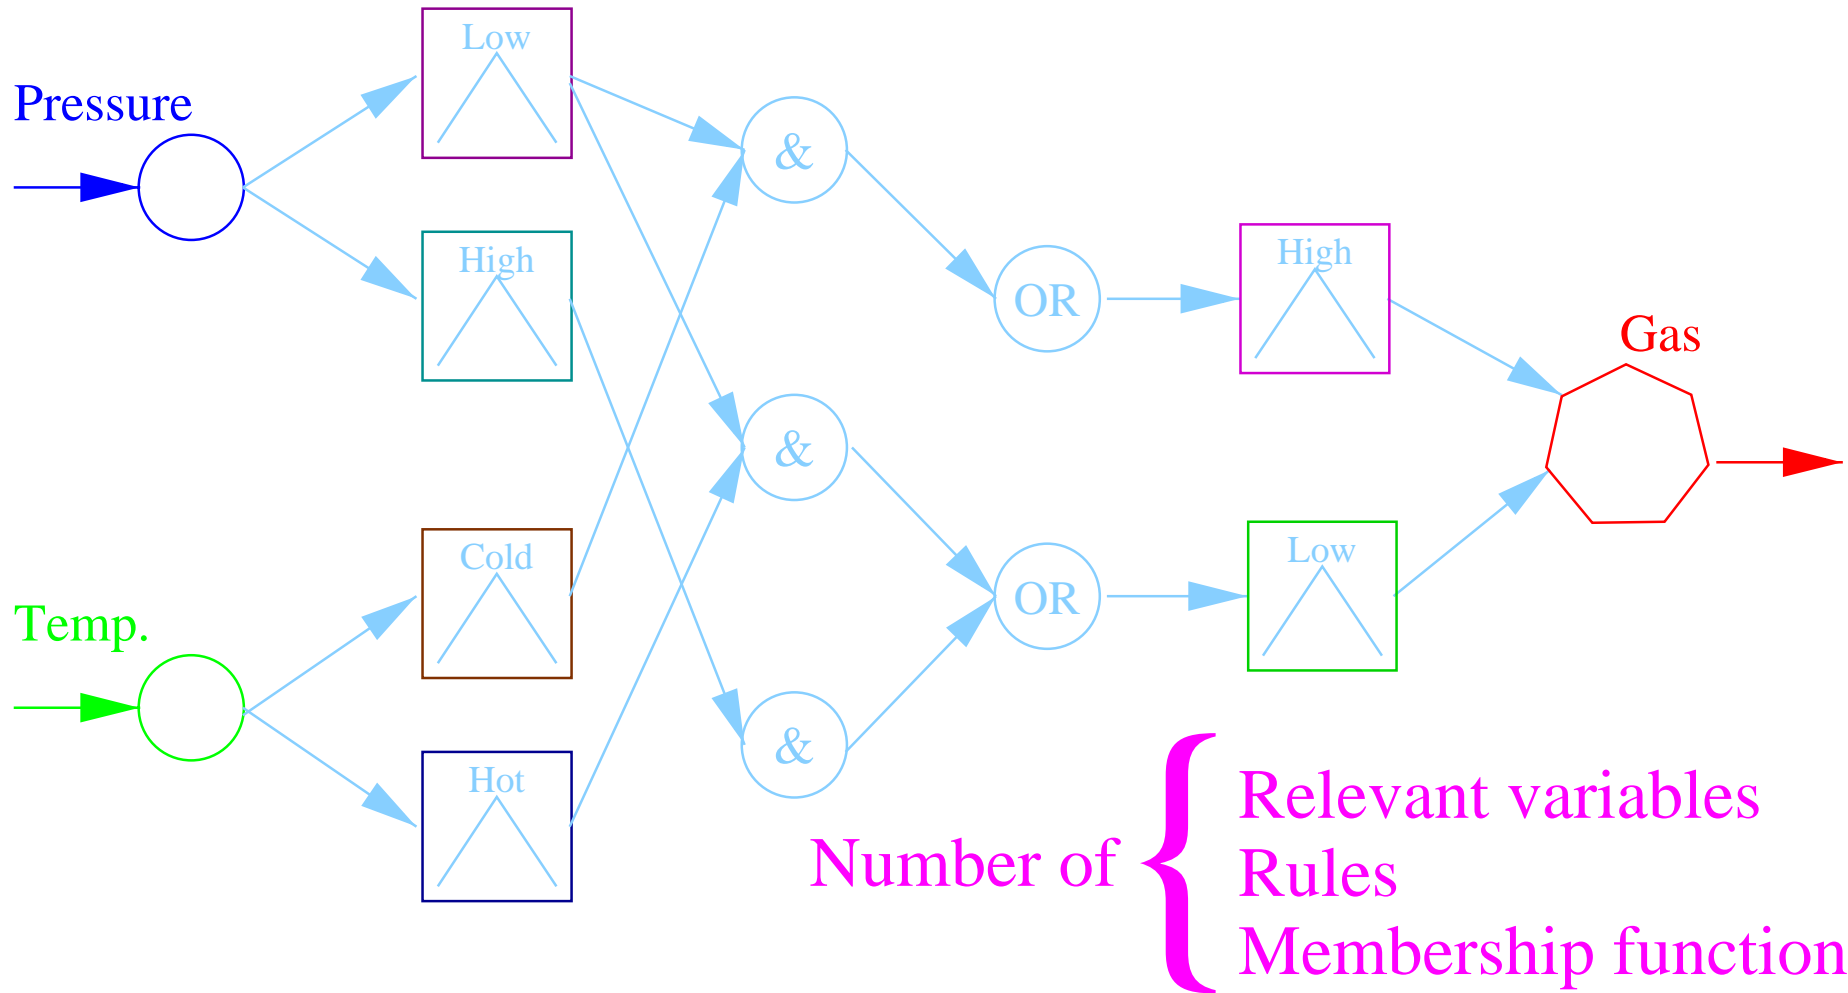 Pressure
Low
High
Temp.
Cold
Hot
&
&
&
OR
OR
High
Low
Gas
Number of {
Relevant variables
Rules
Membership function